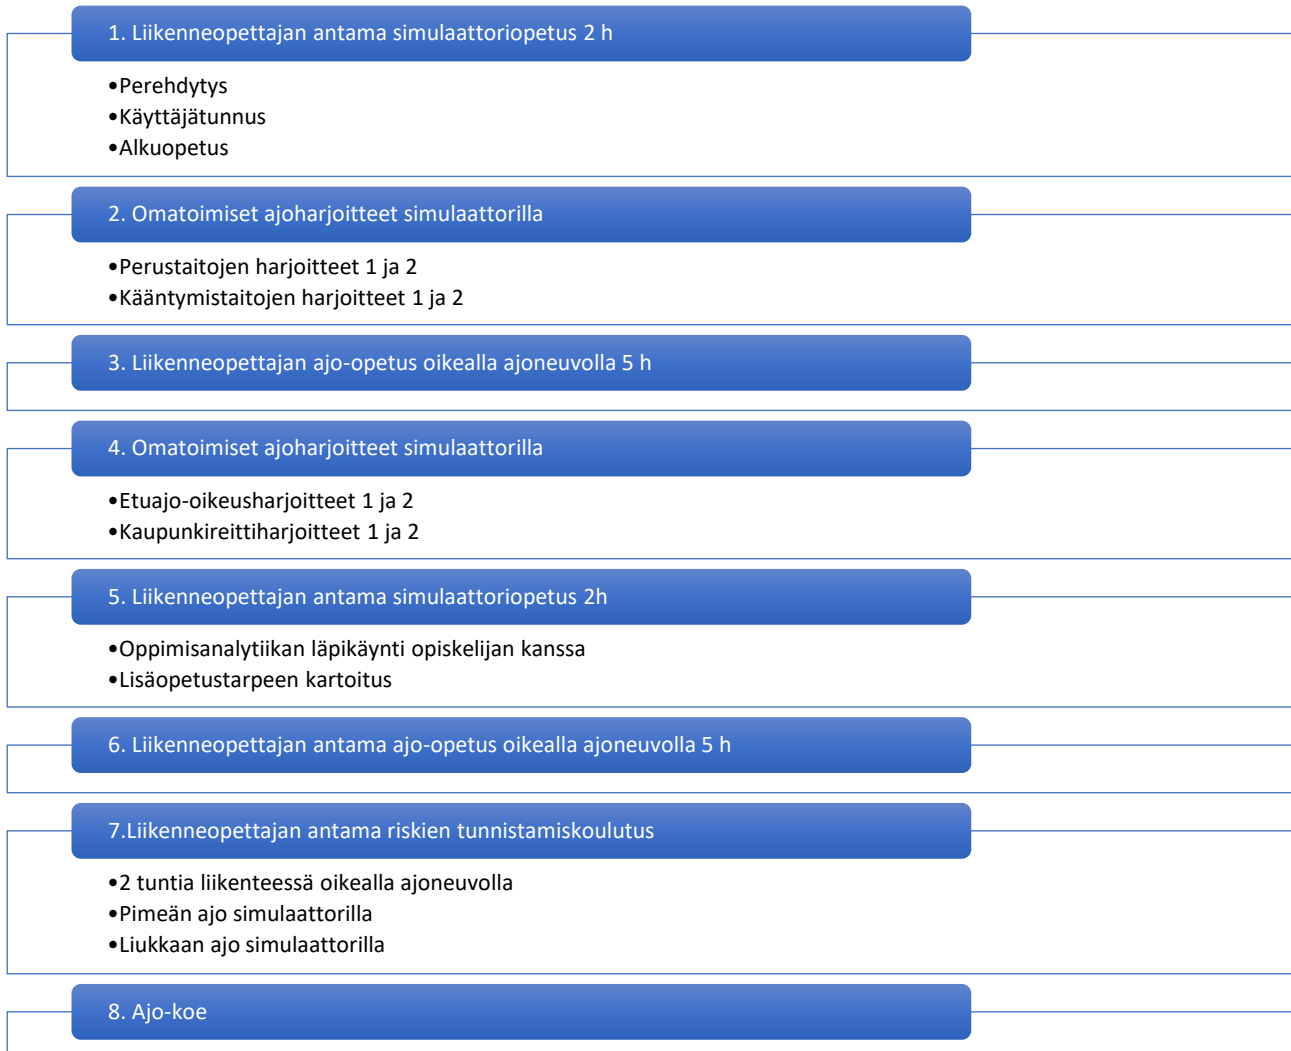 1. Liikenneopettajan antama simulaattoriopetus 2 h
•Perehdytys
•Käyttäjätunnus
•Alkuopetus
2. Omatoimiset ajoharjoitteet simulaattorilla
•Perustaitojen harjoitteet 1 ja 2
•Kääntymistaitojen harjoitteet 1 ja 2
3. Liikenneopettajan ajo-opetus oikealla ajoneuvolla 5 h
4. Omatoimiset ajoharjoitteet simulaattorilla
•Etuajo-oikeusharjoitteet 1 ja 2
•Kaupunkireittiharjoitteet 1 ja 2
5. Liikenneopettajan antama simulaattoriopetus 2h
•Oppimisanalytiikan läpikäynti opiskelijan kanssa
•Lisäopetustarpeen kartoitus
6. Liikenneopettajan antama ajo-opetus oikealla ajoneuvolla 5 h
7.Liikenneopettajan antama riskien tunnistamiskoulutus
•2 tuntia liikenteessä oikealla ajoneuvolla
•Pimeän ajo simulaattorilla
•Liukkaan ajo simulaattorilla
8. Ajo-koe